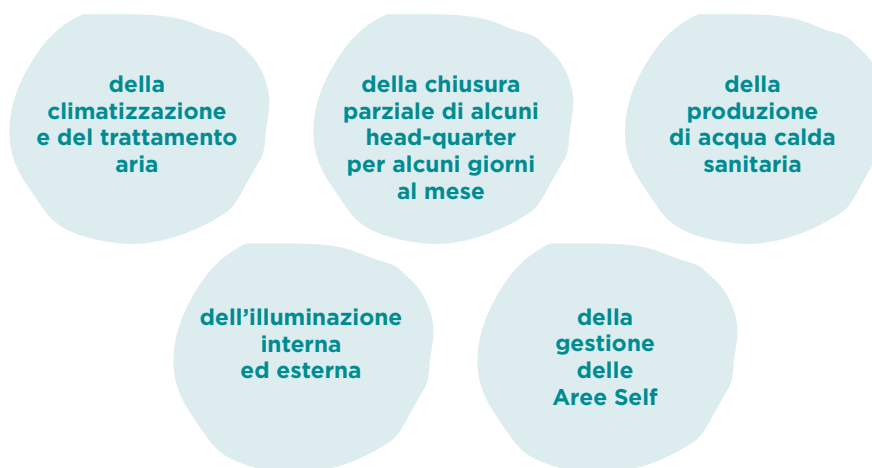 della
climatizzazione
e del trattamento
aria
della chiusura
parziale di alcuni
head-quarter
per alcuni giorni
al mese
della
produzione
di acqua calda
sanitaria
dell’illuminazione
interna
ed esterna
della
gestione
delle
Aree Self